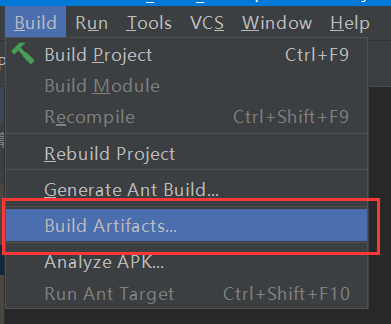 Build Run Tools VCS Window Help
Build Project Ctrl+F9
Build Module
Recompile Ctrl+Shift+F9
Rebuild Project
Generate Ant Build...
Build Artifacts...
Analyze APK...
Run Ant Target Ctrl+Shift+F10